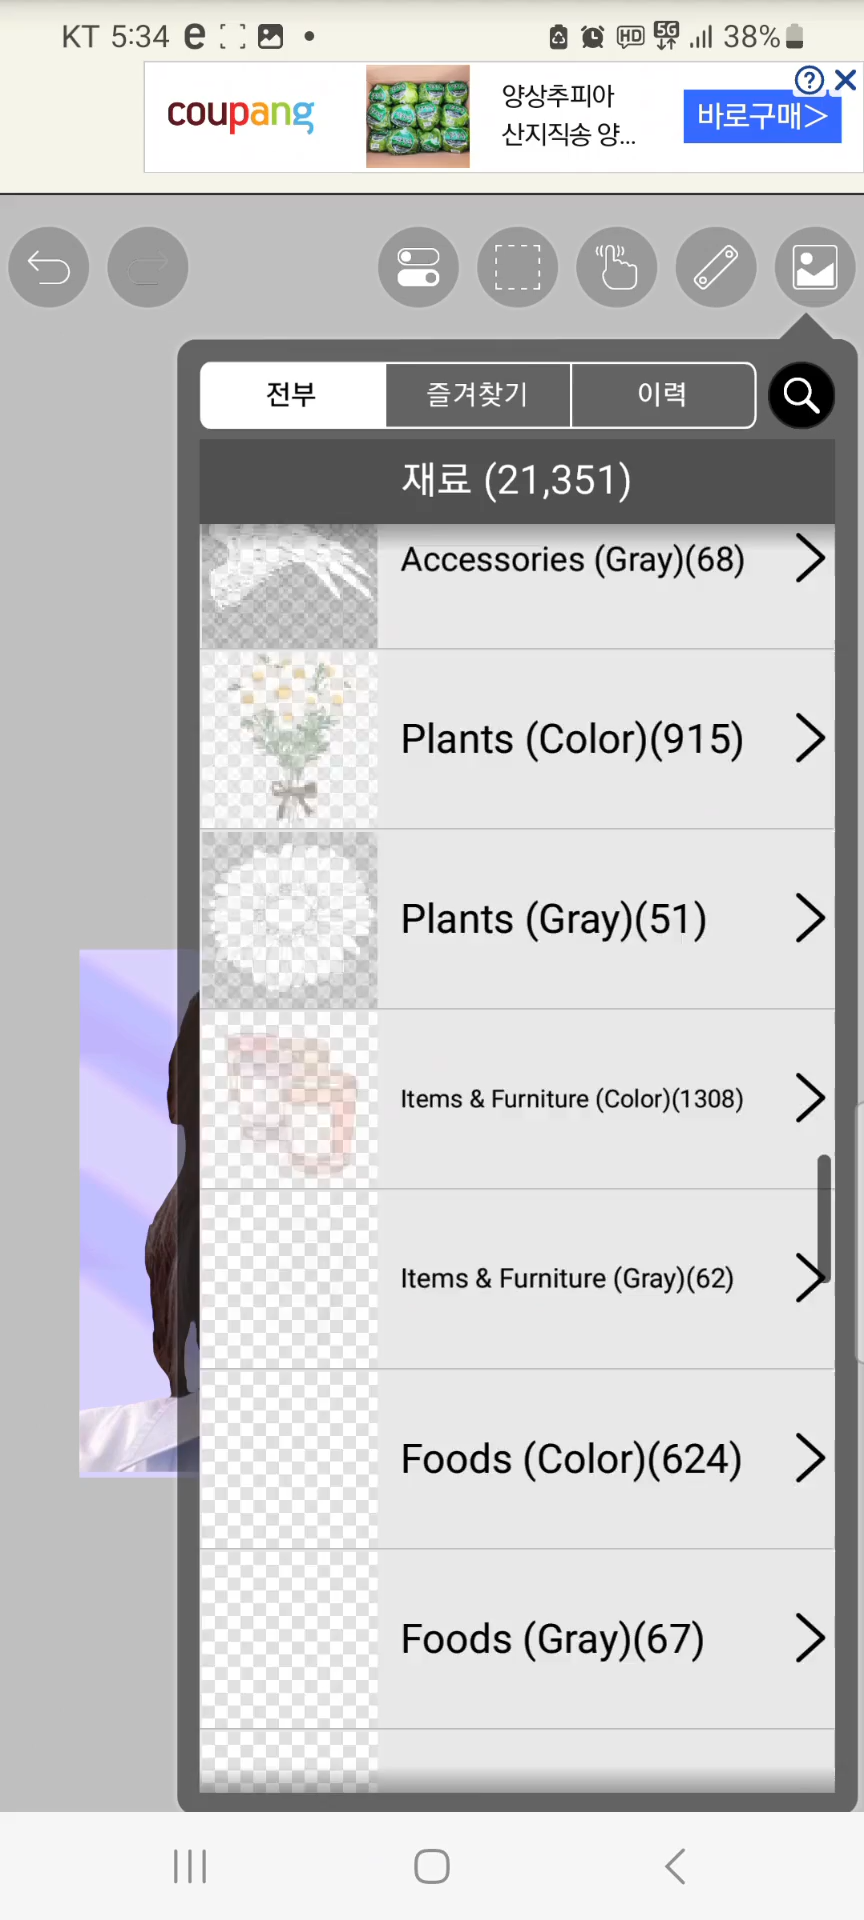 KT 5:34
HD 5G 38%
coupang
양상추피아
산지직송 양...
바로구매>
전부 즐겨찾기 이력
재료 (21,351)
Accessories (Gray)(68)
Plants (Color)(915)
Plants (Gray)(51)
Items & Furniture (Color)(1308)
Items & Furniture (Gray)(62)
Foods (Color)(624)
Foods (Gray)(67)